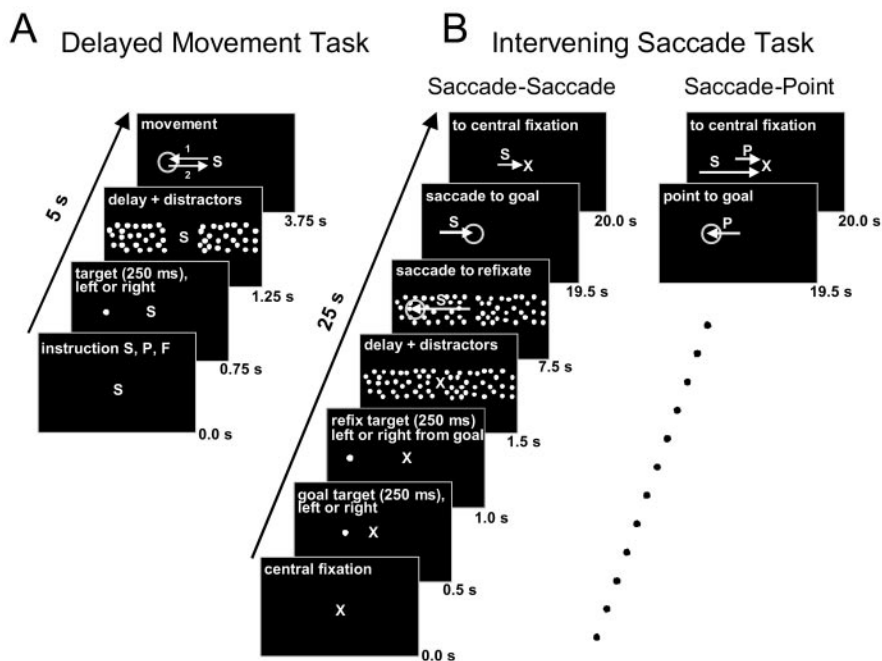 A Delayed Movement Task
movement
1
S
2
3.75 s
delay + distractors
S
1.25 s
target (250 ms),
left or right
S
0.75 s
instruction S, P, F
S
0.0 s
5 s
B Intervening Saccade Task
Saccade-Saccade
to central fixation
S
X
20.0 s
saccade to goal
S
19.5 s
saccade to refixate
S
7.5 s
delay + distractors
X
1.5 s
refix target (250 ms)
left or right from goal
X
1.0 s
goal target (250 ms),
left or right
X
0.5 s
central fixation
X
0.0 s
25 s
Saccade-Point
to central fixation
P
S
X
20.0 s
point to goal
P
19.5 s